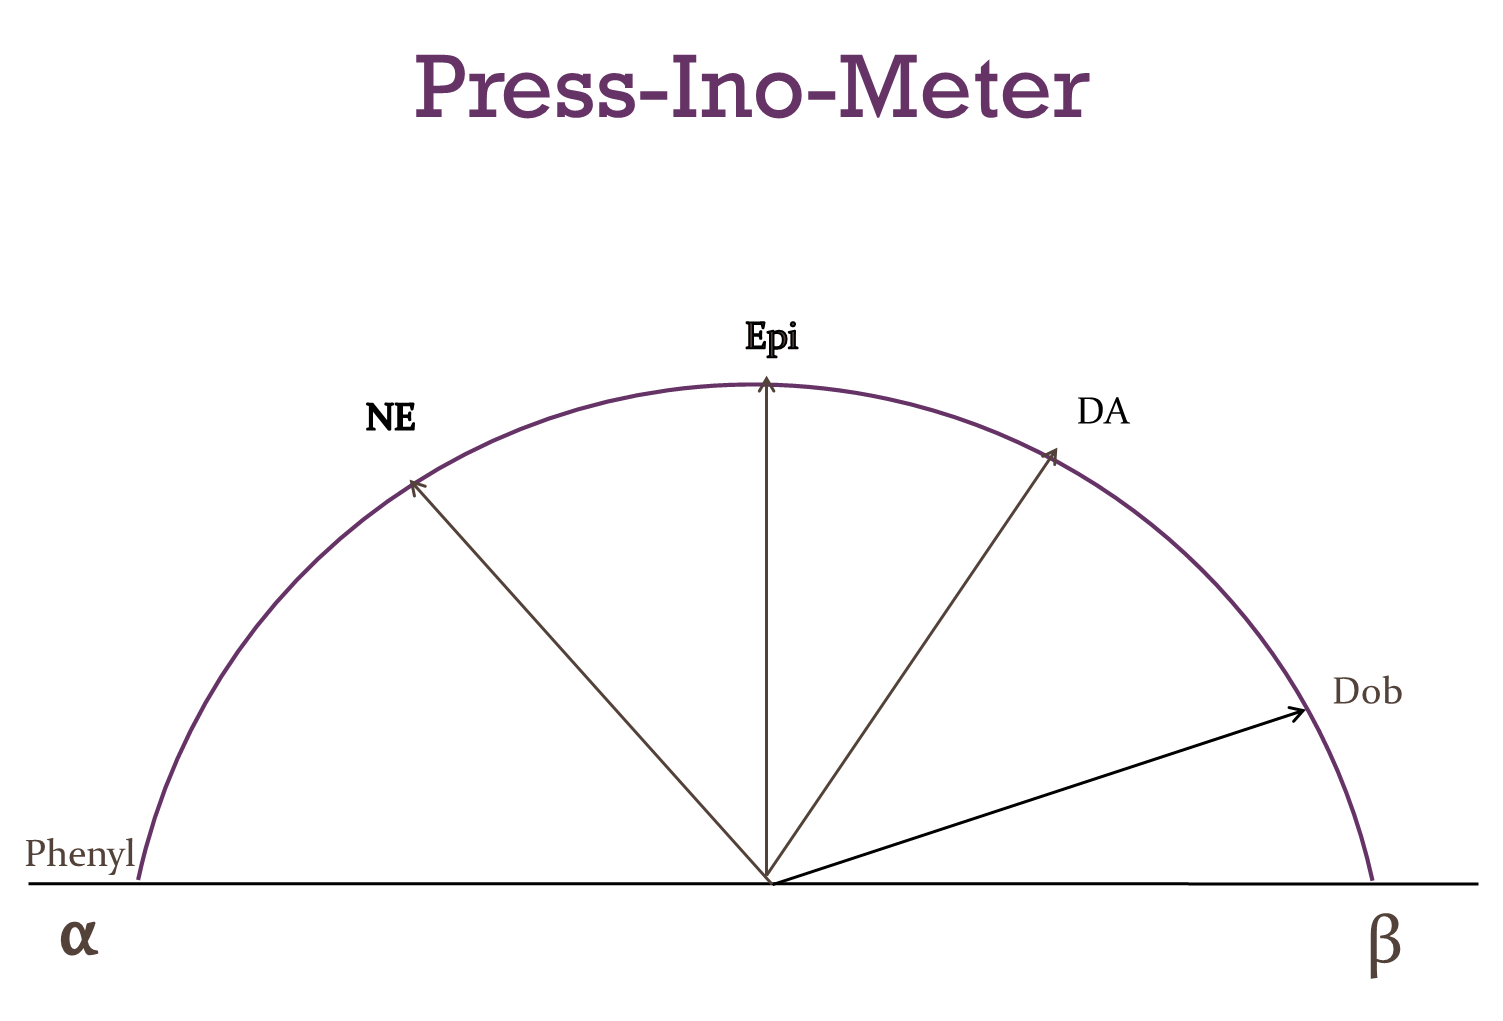 Press-Ino-Meter
Epi
NE
DA
Dob
Phenyl
α
β